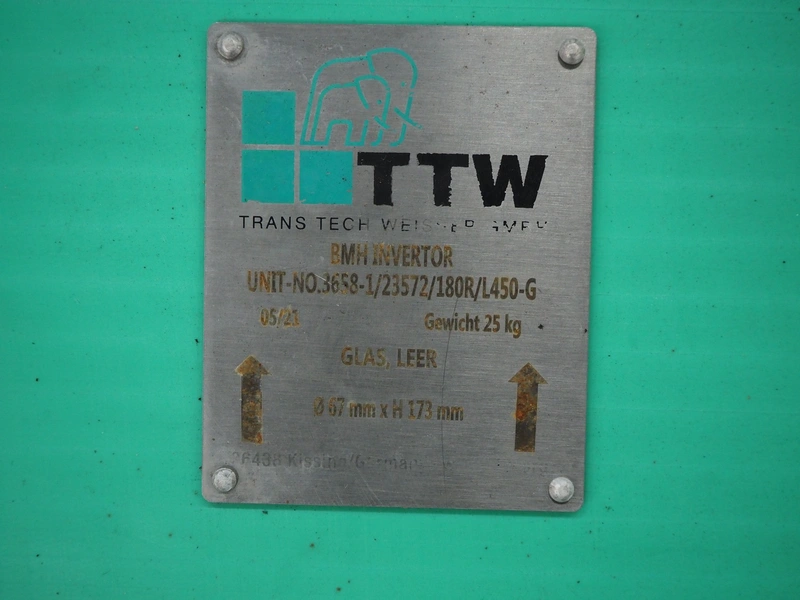 TTW
TRANS TECH
BMH INVERTOR
UNIT-NO.3658-1/23572/180R/L450-G
05/21 Gewicht 25 kg
GLAS, LEER
Ø 67 mm x H 173 mm